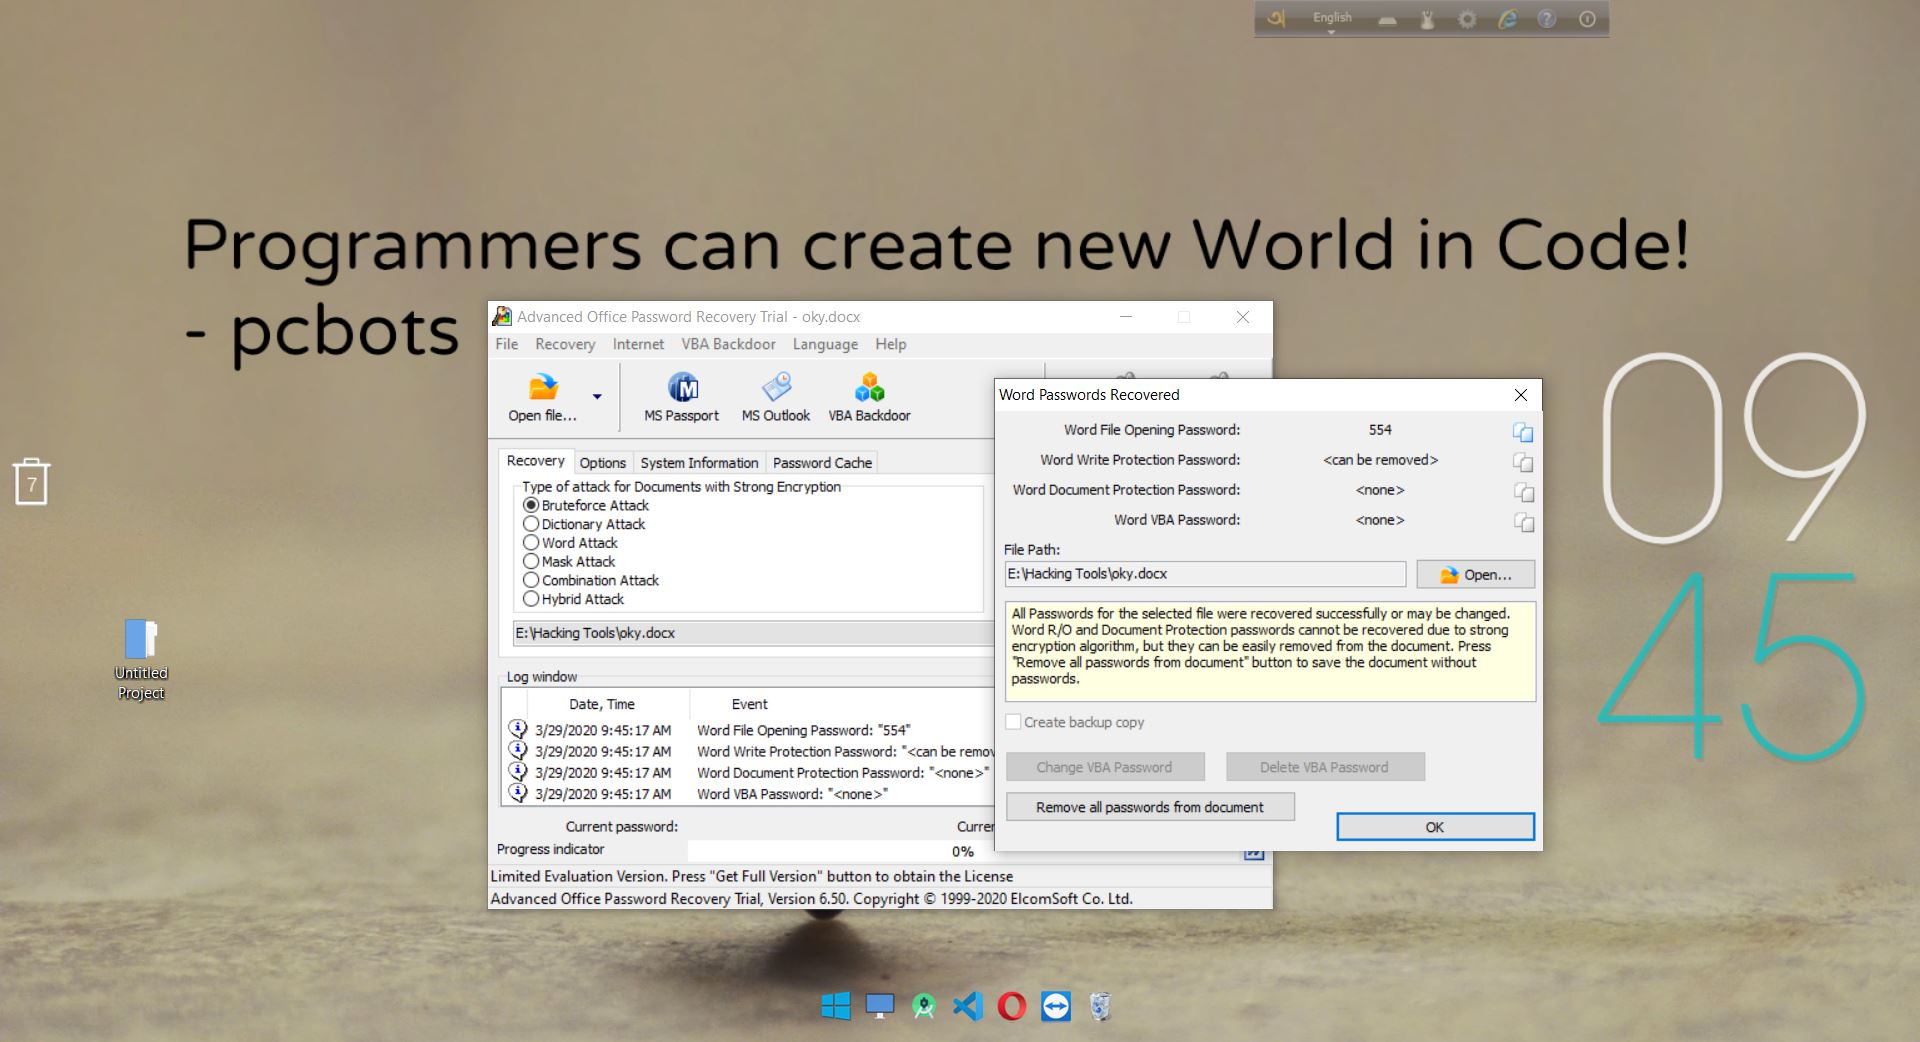 English
Programmers can create new World in Code!
- pcbots
Advanced Office Password Recovery Trial - oky.docx
File Recovery Internet VBA Backdoor Language Help
Open file... MS Passport MS Outlook VBA Backdoor
Recovery Options System Information Password Cache
Type of attack for Documents with Strong Encryption
Bruteforce Attack
Dictionary Attack
Word Attack
Mask Attack
Combination Attack
Hybrid Attack
E:\Hacking Tools\oky.docx
Log window
Date, Time Event
3/29/2020 9:45:17 AM Word File Opening Password: "554"
3/29/2020 9:45:17 AM Word Write Protection Password: "<can be remov
3/29/2020 9:45:17 AM Word Document Protection Password: "<none>"
3/29/2020 9:45:17 AM Word VBA Password: "<none>"
Current password: Currer
Progress indicator 0%
Limited Evaluation Version. Press "Get Full Version" button to obtain the License
Advanced Office Password Recovery Trial, Version 6.50. Copyright © 1999-2020 ElcomSoft Co. Ltd.
Word Passwords Recovered
Word File Opening Password: 554
Word Write Protection Password: <can be removed>
Word Document Protection Password: <none>
Word VBA Password: <none>
File Path:
E:\Hacking Tools\oky.docx Open...
All Passwords for the selected file were recovered successfully or may be changed.
Word R/O and Document Protection passwords cannot be recovered due to strong
encryption algorithm, but they can be easily removed from the document. Press
"Remove all passwords from document" button to save the document without
passwords.
Create backup copy
Change VBA Password Delete VBA Password
Remove all passwords from document
OK
09
45
7
Untitled
Project